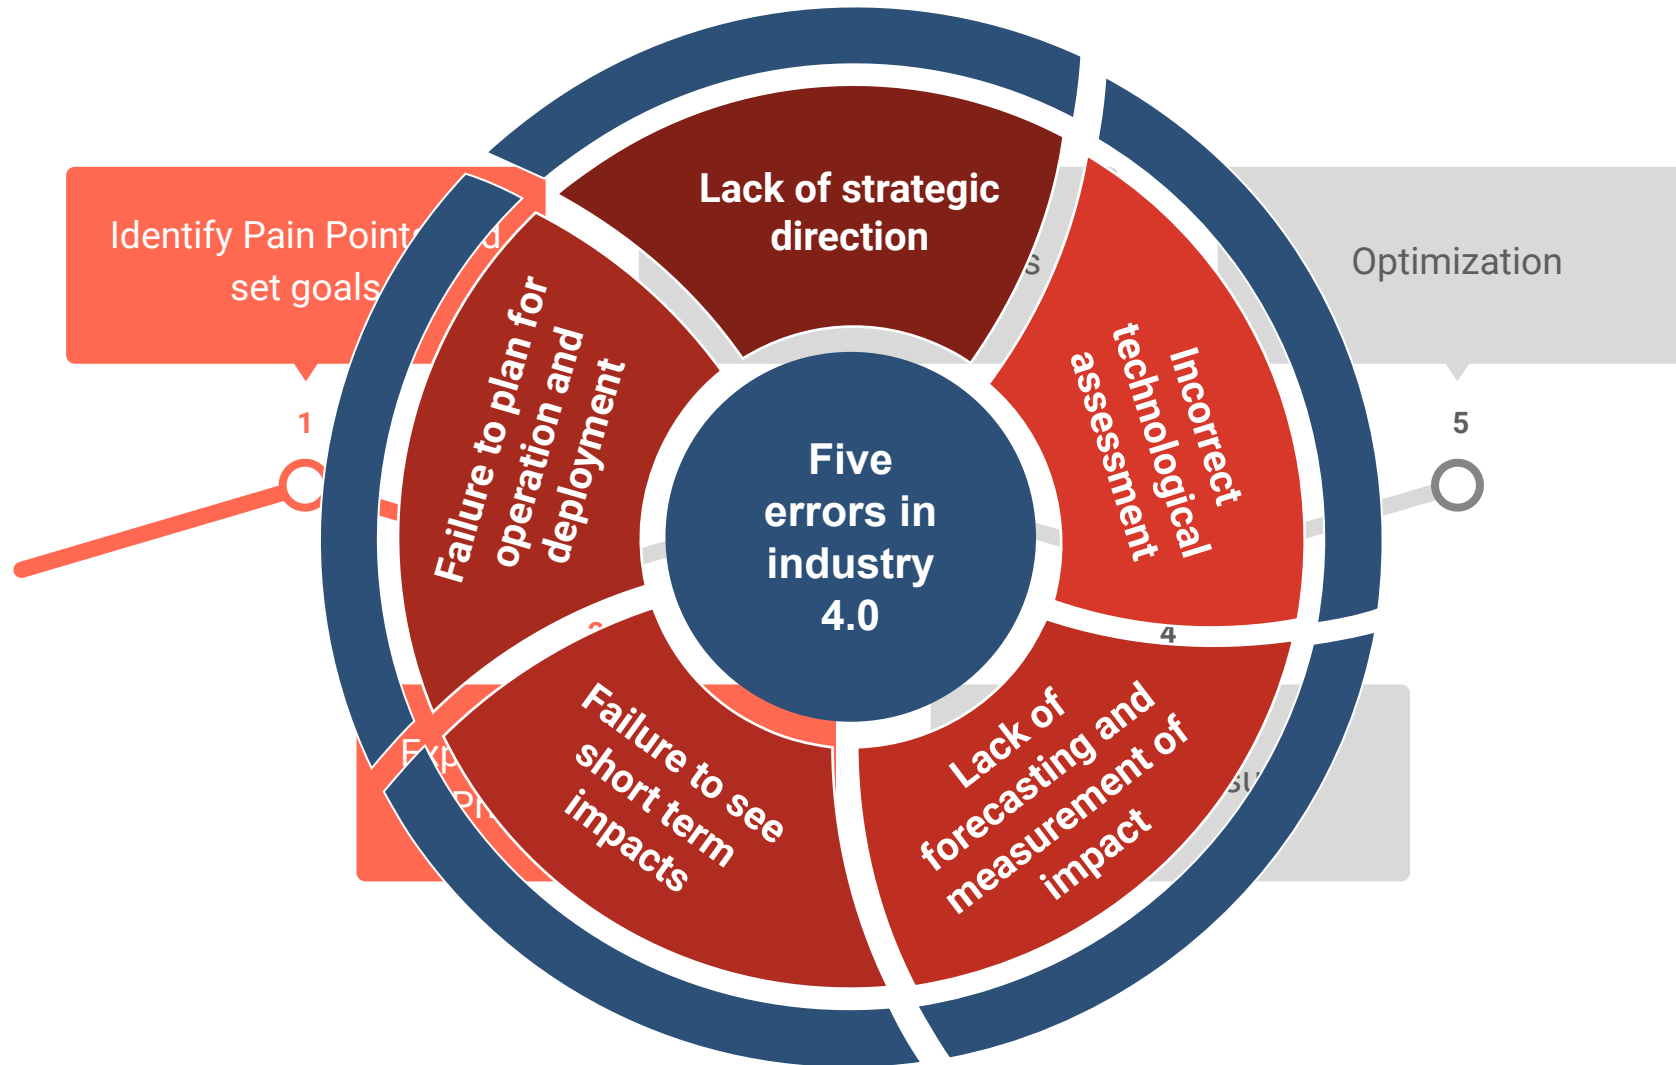 Lack of strategic
direction
Identify Pain Points
set goals
1
Optimization
5
Incorrect
technological
assessment
Failure to plan for
operation and
deployment
Five
errors in
industry
4.0
4
Failure to see
short term
impacts
Lack of
forecasting and
measurement of
impact